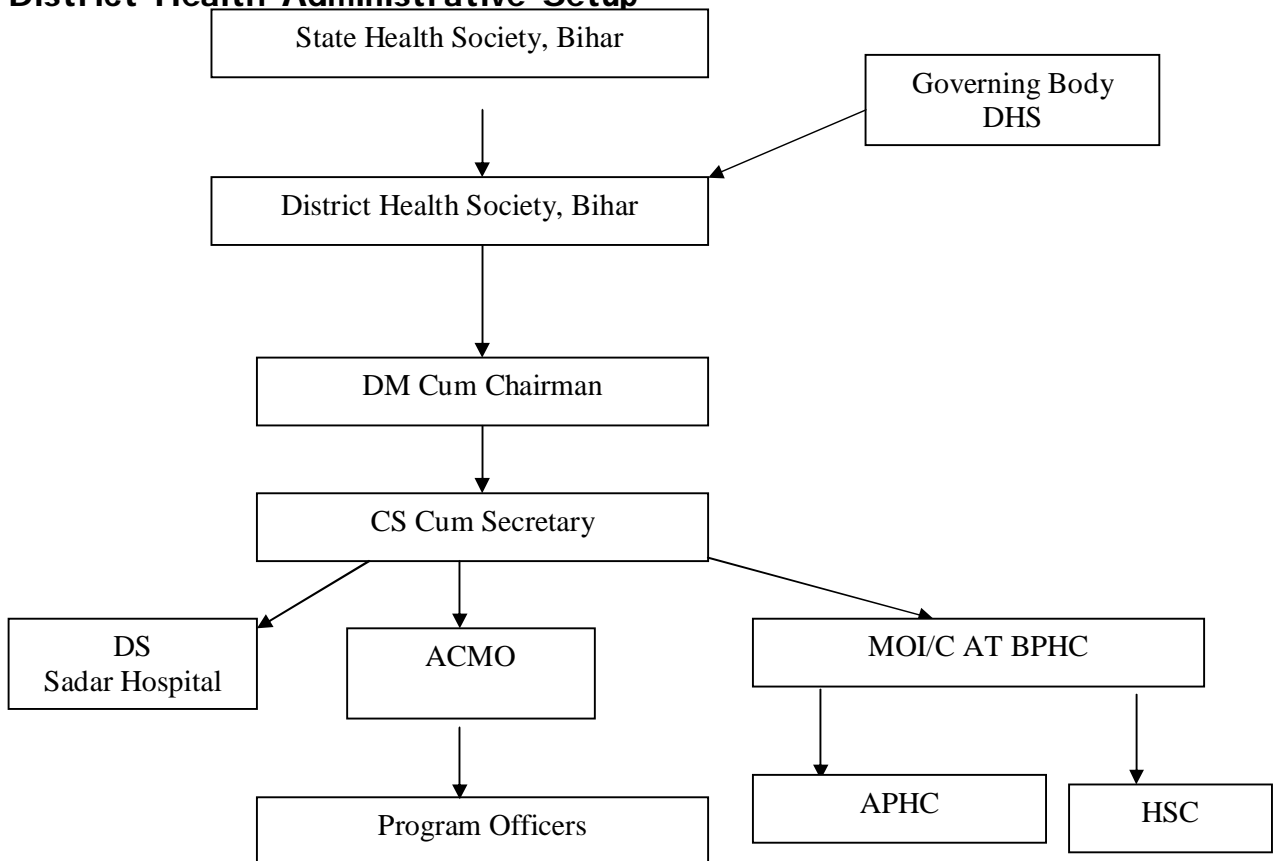 District Health Administrative Setup
State Health Society, Bihar
Governing Body
DHS
District Health Society, Bihar
DM Cum Chairman
CS Cum Secretary
DS
Sadar Hospital
ACMO
MOI/C AT BPHC
APHC
HSC
Program Officers